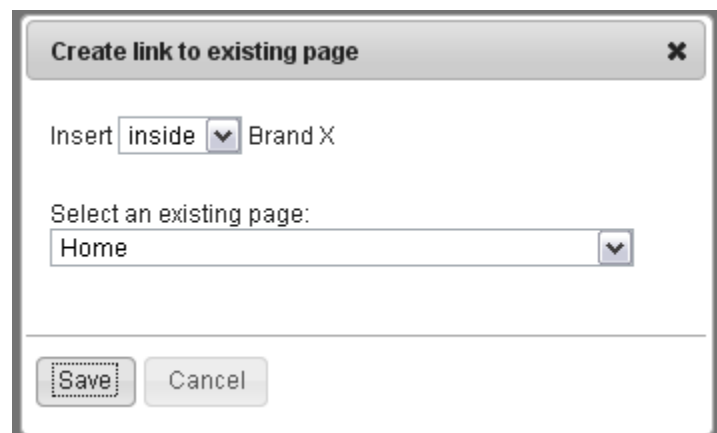 Create link to existing page
Insert inside Brand X
Select an existing page:
Home
Save Cancel